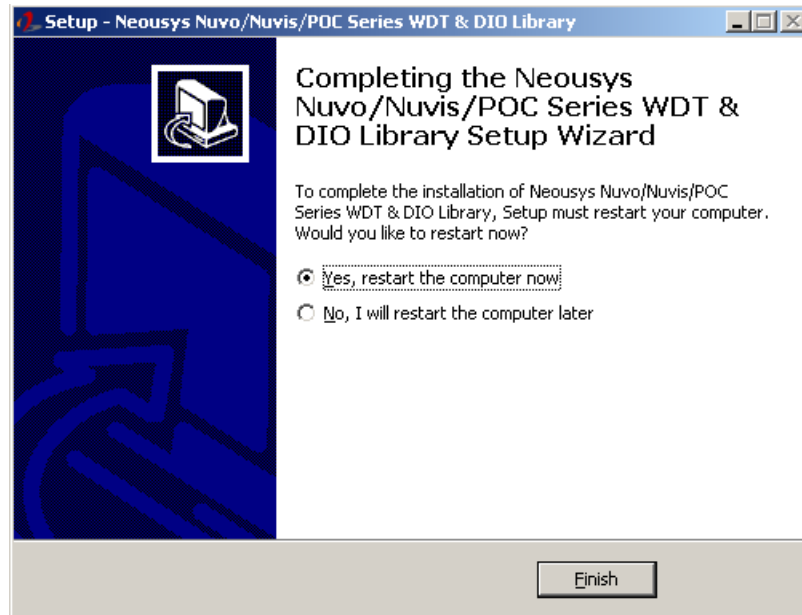 Setup - Neousys Nuvo/Nuvis/POC Series WDT & DIO Library
Completing the Neousys
Nuvo/Nuvis/POC Series WDT &
DIO Library Setup Wizard
To complete the installation of Neousys Nuvo/Nuvis/POC
Series WDT & DIO Library, Setup must restart your computer.
Would you like to restart now?
Yes, restart the computer now
No, I will restart the computer later
Finish